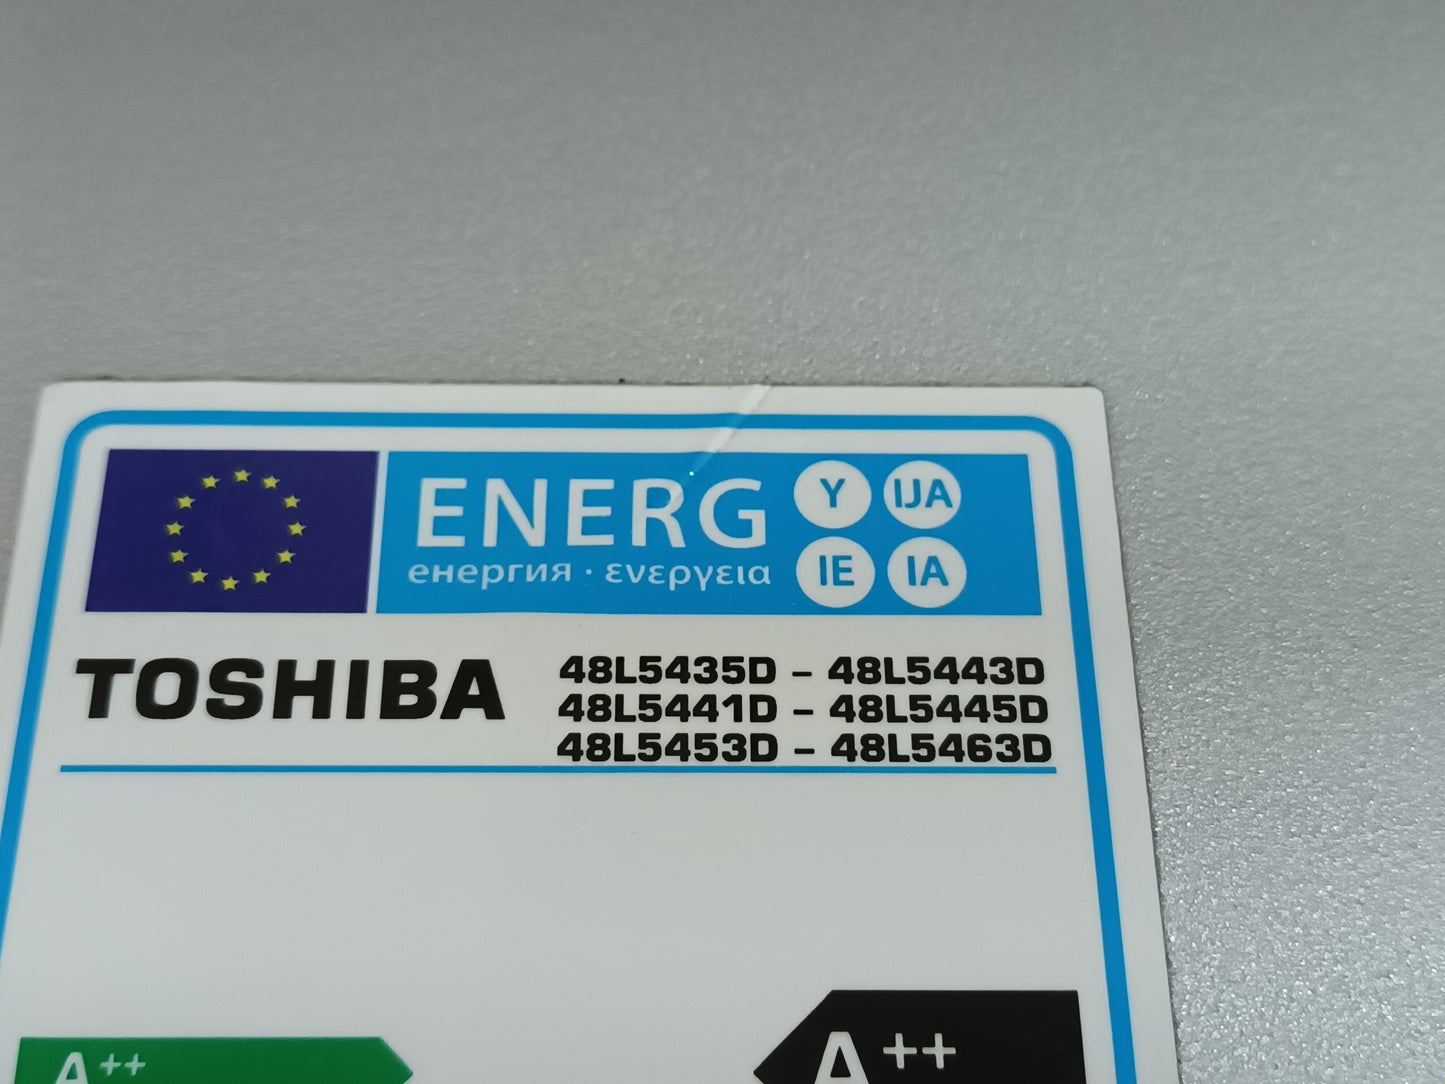 ENERG Y IJA
енергия · ενεργεια IE IA
TOSHIBA
48L5435D – 48L5443D
48L5441D – 48L5445D
48L5453D – 48L5463D
A++
A++